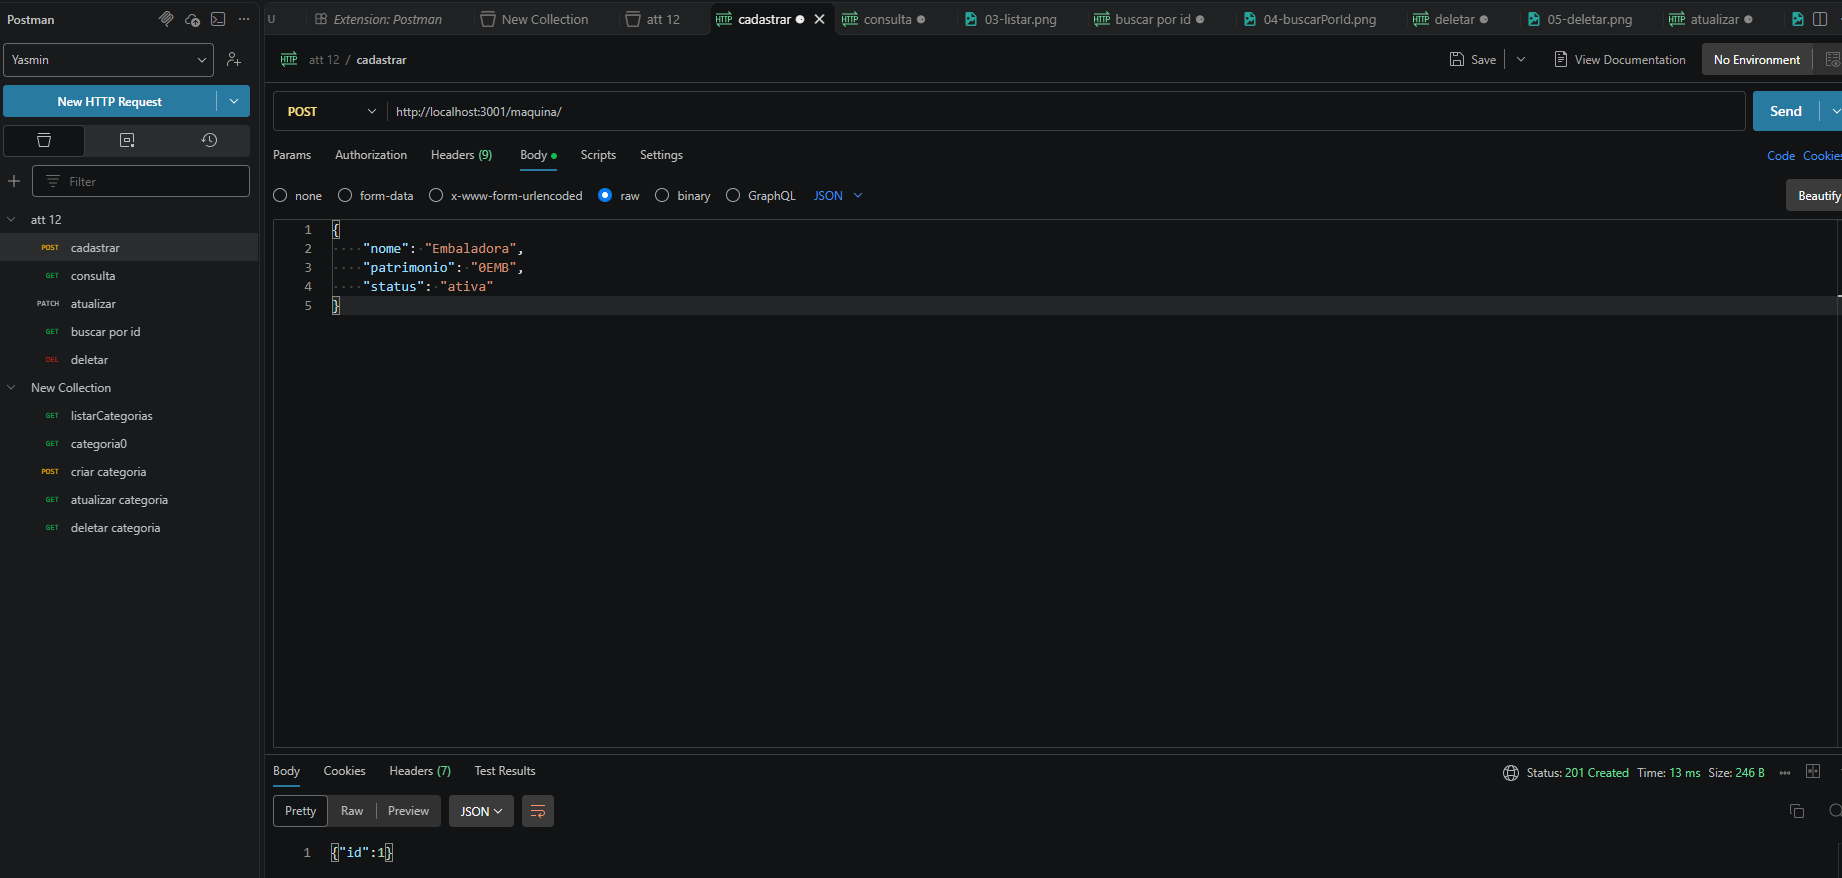 Postman
Yasmin
New HTTP Request
Filter
att 12
POST cadastrar
GET consulta
PATCH atualizar
GET buscar por id
DEL deletar
New Collection
GET listarCategorias
GET categoria0
POST criar categoria
GET atualizar categoria
GET deletar categoria
U
Extension: Postman
New Collection
att 12
HTTP cadastrar
HTTP consulta
03-listar.png
HTTP buscar por id
04-buscarPorId.png
HTTP deletar
05-deletar.png
HTTP atualizar
HTTP att 12 / cadastrar
Save
View Documentation
No Environment
POST http://localhost:3001/maquina/
Send
Params Authorization Headers (9) Body Scripts Settings
Code Cookies
none form-data x-www-form-urlencoded raw binary GraphQL JSON
Beautify
1 {
2 "nome": "Embaladora",
3 "patrimonio": "0EMB",
4 "status": "ativa"
5 }
Body Cookies Headers (7) Test Results
Status: 201 Created Time: 13 ms Size: 246 B
Pretty Raw Preview JSON
1 {"id":1}